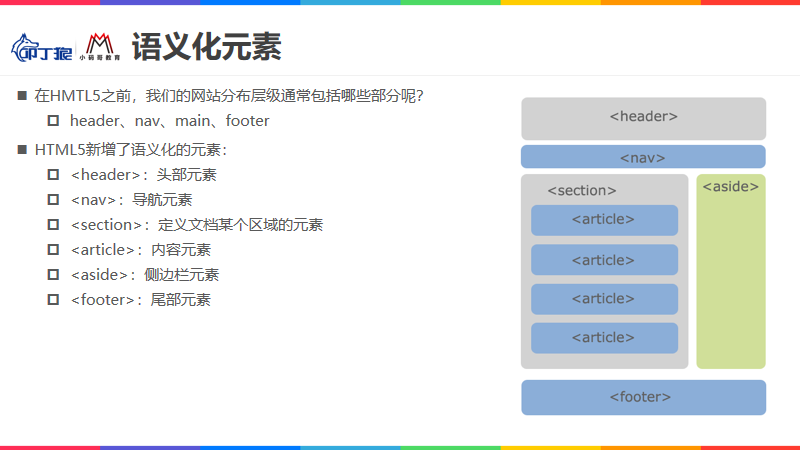 叩丁狼
小码哥教育
语义化元素
在HMTL5之前，我们的网站分布层级通常包括哪些部分呢?
header、nav、main、footer
HTML5新增了语义化的元素：
<header>：头部元素
<nav>：导航元素
<section>：定义文档某个区域的元素
<article>：内容元素
<aside>：侧边栏元素
<footer>：尾部元素
<header>
<nav>
<section>
<article>
<article>
<article>
<article>
<aside>
<footer>